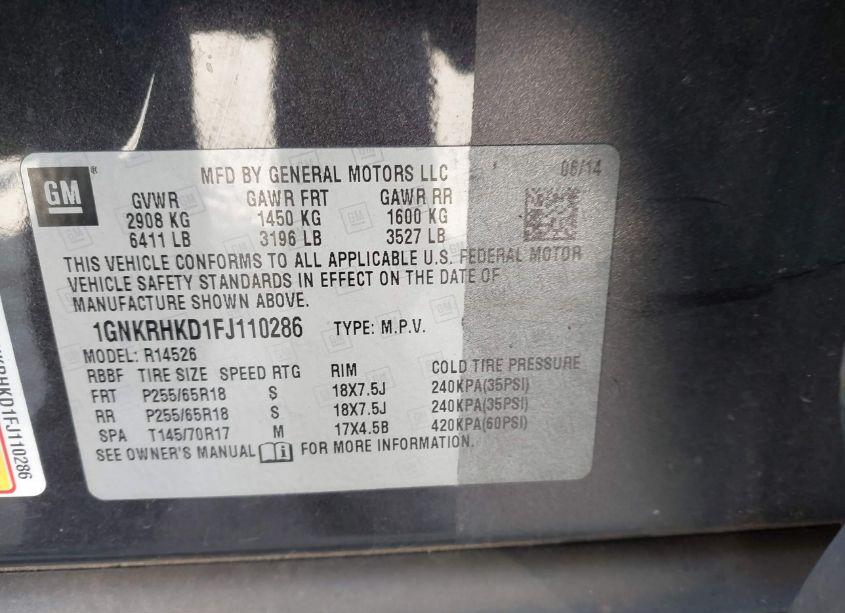 GM
®
MFD BY GENERAL MOTORS LLC 06/14
GVWR GAWR FRT GAWR RR
2908 KG 1450 KG 1600 KG
6411 LB 3196 LB 3527 LB
THIS VEHICLE CONFORMS TO ALL APPLICABLE U.S. FEDERAL MOTOR
VEHICLE SAFETY STANDARDS IN EFFECT ON THE DATE OF
MANUFACTURE SHOWN ABOVE.
1GNKRHKD1FJ110286 TYPE: M.P.V.
MODEL: R14526
RBBF TIRE SIZE SPEED RTG RIM COLD TIRE PRESSURE
FRT P255/65R18 S 18X7.5J 240KPA(35PSI)
RR P255/65R18 S 18X7.5J 240KPA(35PSI)
SPA T145/70R17 M 17X4.5B 420KPA(60PSI)
SEE OWNER'S MANUAL i FOR MORE INFORMATION.
KRHKD1FJ110286